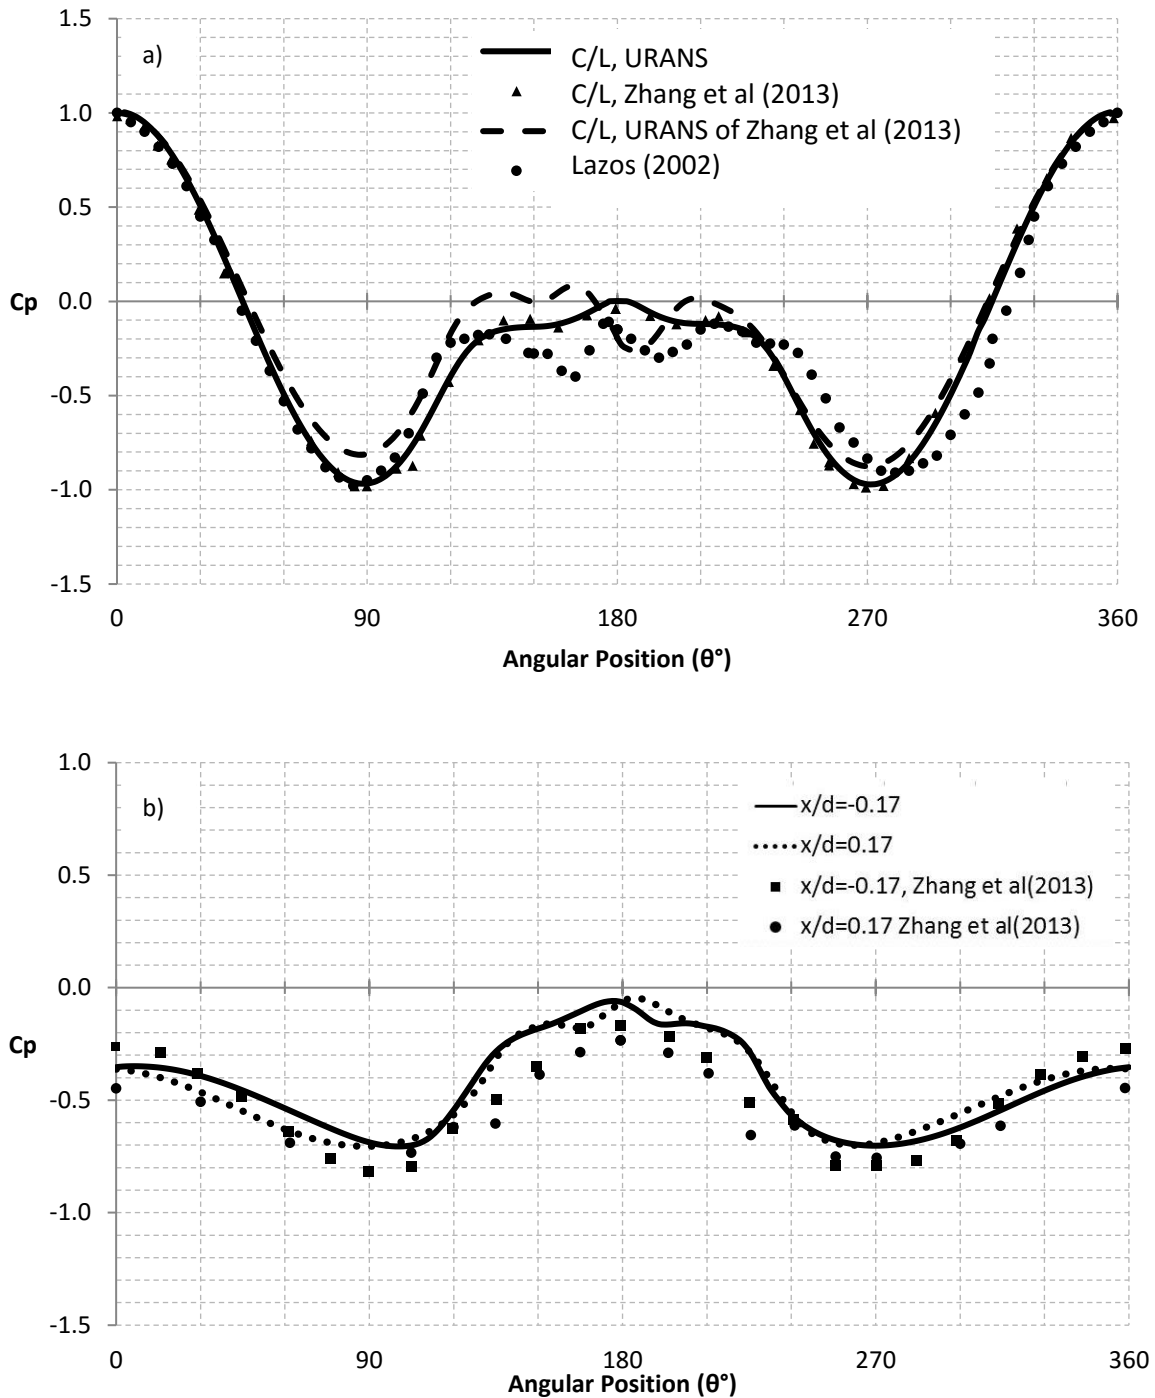 1.5
a)
C/L, URANS
C/L, Zhang et al (2013)
1.0
C/L, URANS of Zhang et al (2013)
Lazos (2002)
0.5
Cp
0.0
-0.5
-1.0
-1.5
0 90 180 270 360
Angular Position (θ°)
1.0
b)
x/d=-0.17
x/d=0.17
0.5
x/d=-0.17, Zhang et al(2013)
x/d=0.17 Zhang et al(2013)
0.0
Cp
-0.5
-1.0
-1.5
0 90 180 270 360
Angular Position (θ°)